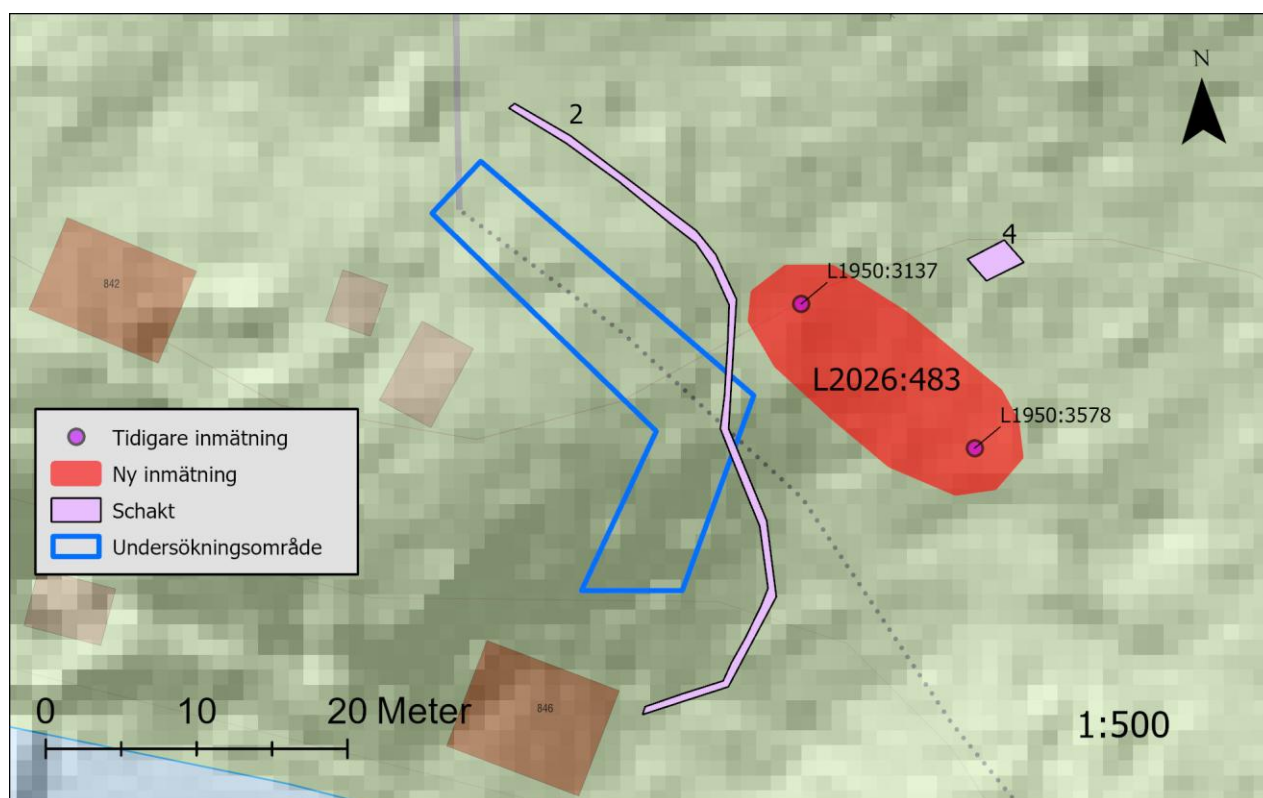 N
2
4
L1950:3137
842
L2026:483
L1950:3578
Tidigare inmätning
Ny inmätning
Schakt
Undersökningsområde
846
0 10 20 Meter
1:500